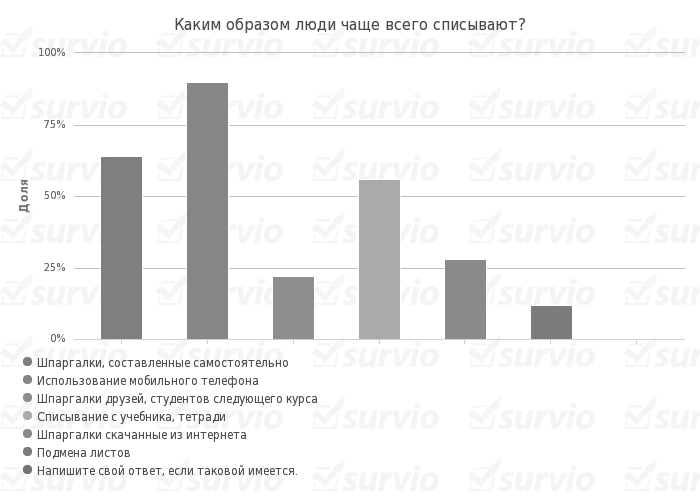 Каким образом люди чаще всего списывают?
100%
75%
50%
25%
0%
Доля
Шпаргалки, составленные самостоятельно
Использование мобильного телефона
Шпаргалки друзей, студентов следующего курса
Списывание с учебника, тетради
Шпаргалки скачанные из интернета
Подмена листов
Напишите свой ответ, если таковой имеется.
survio